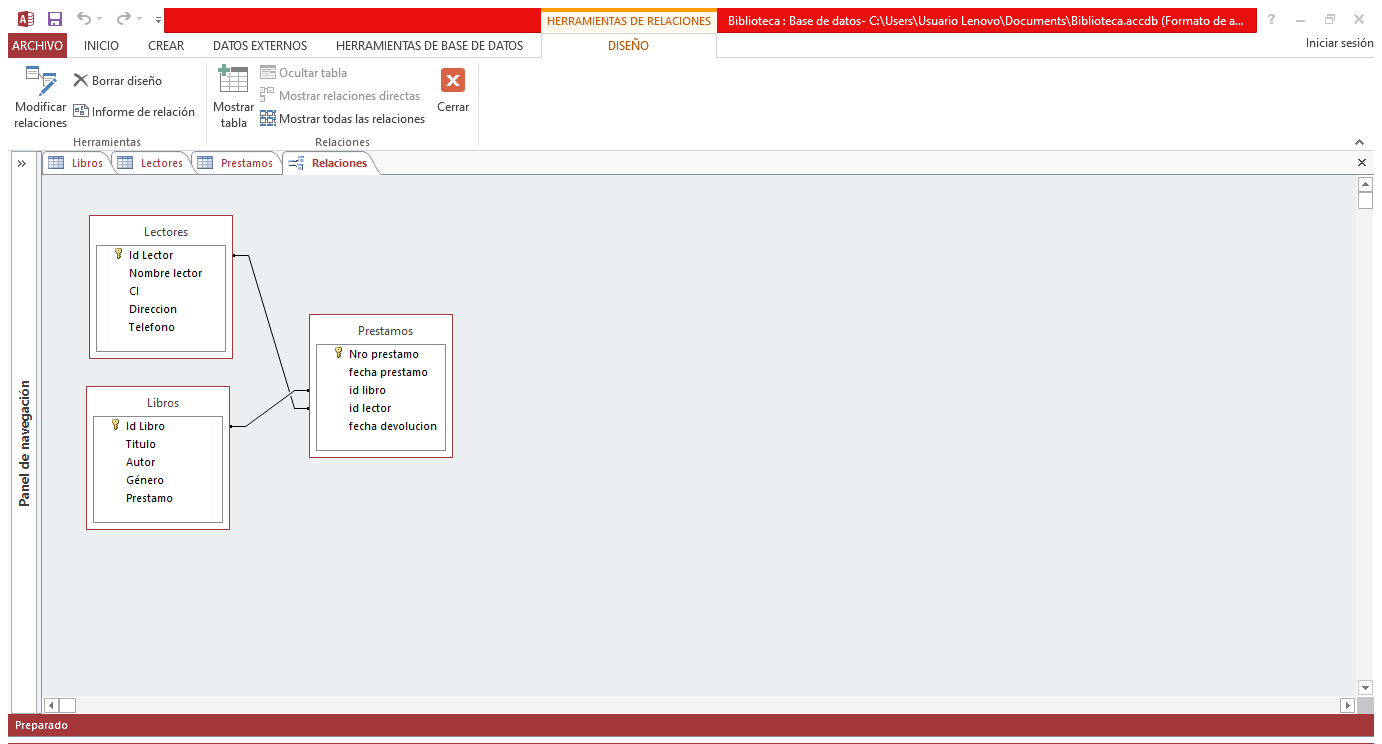 HERRAMIENTAS DE RELACIONES
Biblioteca : Base de datos- C:\Users\Usuario Lenovo\Documents\Biblioteca.accdb (Formato de a...
?
ARCHIVO INICIO CREAR DATOS EXTERNOS HERRAMIENTAS DE BASE DE DATOS DISEÑO Iniciar sesión
Modificar relaciones
Borrar diseño
Informe de relación
Herramientas
Mostrar tabla
Ocultar tabla
Mostrar relaciones directas
Mostrar todas las relaciones
Cerrar
Relaciones
Libros Lectores Prestamos Relaciones
Panel de navegación
Lectores
Id Lector
Nombre lector
CI
Direccion
Telefono
Prestamos
Nro prestamo
fecha prestamo
id libro
id lector
fecha devolucion
Libros
Id Libro
Titulo
Autor
Género
Prestamo
Preparado